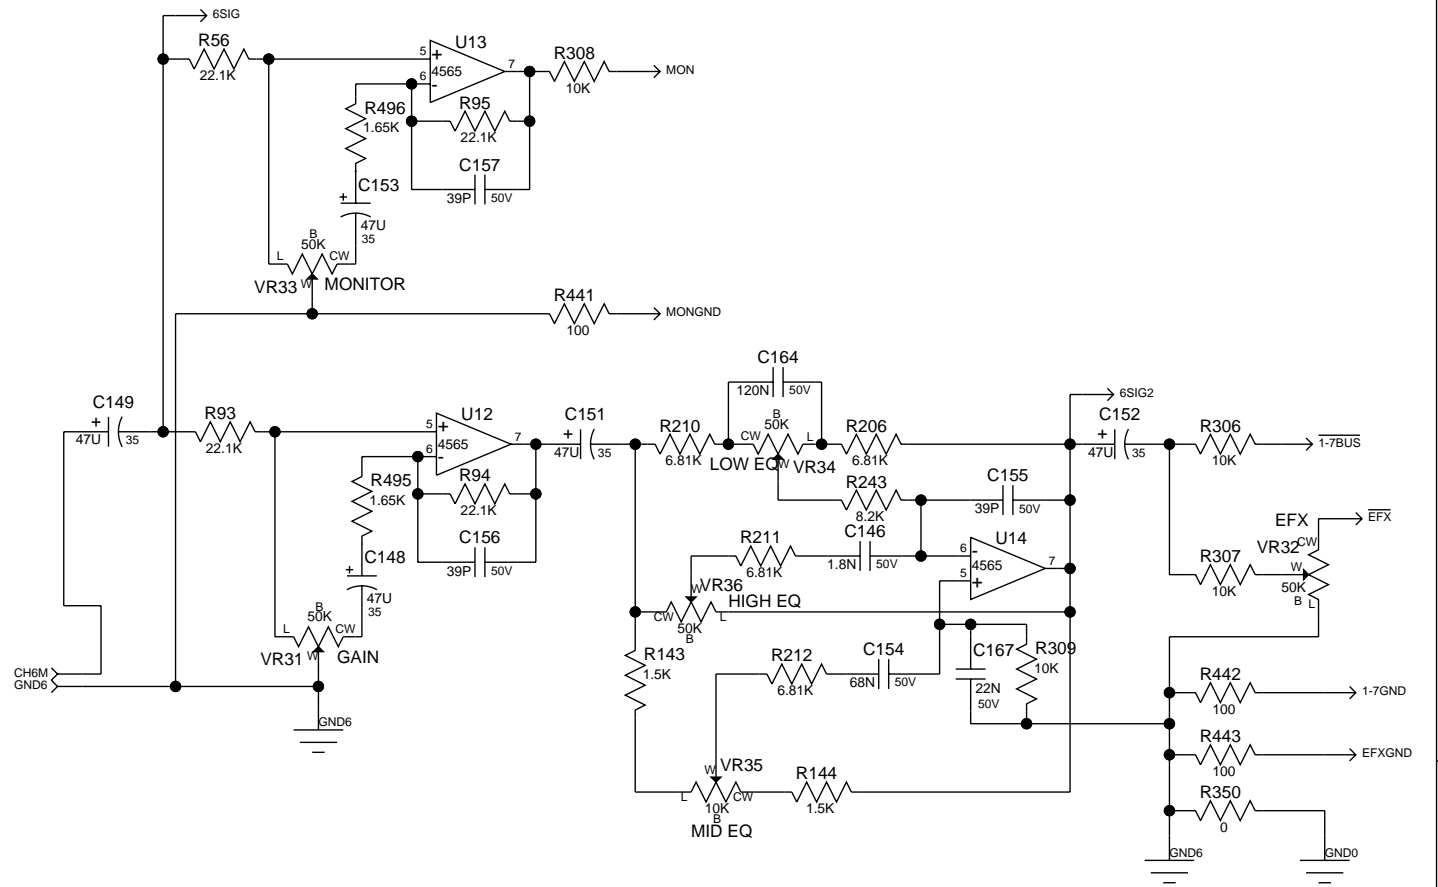 6SIG
R56
22.1K
U13
5
+
4565
6
-
7
R308
10K
MON
R496
1.65K
R95
22.1K
C157
39P
50V
C153
+
47U
35
B
50K
L
CW
VR33
W
MONITOR
R441
100
MONGND
C149
+
47U
35
R93
22.1K
U12
5
+
4565
6
-
7
C151
+
47U
35
R495
1.65K
R94
22.1K
C156
39P
50V
C148
+
47U
35
B
50K
L
CW
VR31
W
GAIN
CH6M
GND6
GND6
C164
120N
50V
R210
6.81K
B
50K
CW
L
LOW EQ
W
VR34
R206
6.81K
6SIG2
C152
+
47U
35
R306
10K
1-7BUS
R243
8.2K
C155
39P
50V
R211
6.81K
C146
1.8N
50V
U14
6
-
4565
5
+
7
EFX
EFX
VR32
CW
W
50K
B
L
R307
10K
W
VR36
HIGH EQ
CW
50K
L
B
R143
1.5K
R212
6.81K
C154
68N
50V
C167
22N
50V
R309
10K
R442
100
1-7GND
R443
100
EFXGND
W
VR35
L
10K
CW
B
MID EQ
R144
1.5K
R350
0
GND6
GND0